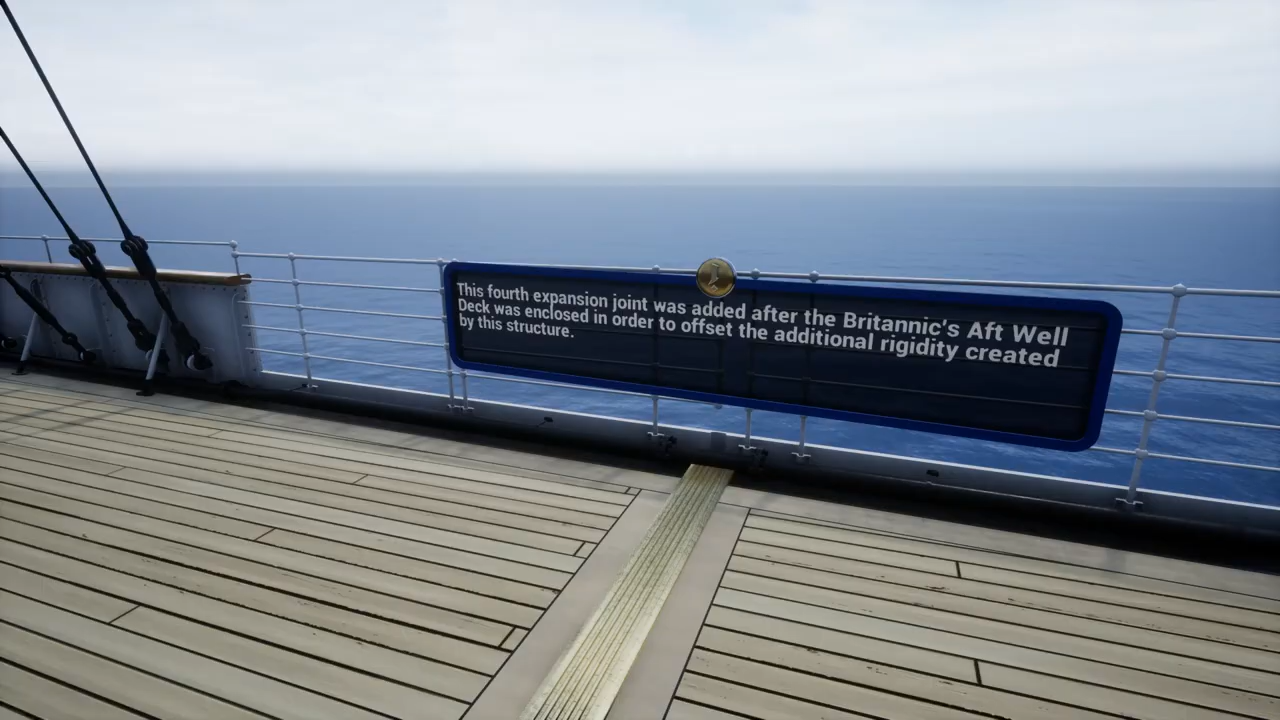 This fourth expansion joint was added after the Britannic's Aft Well
Deck was enclosed in order to offset the additional rigidity created
by this structure.